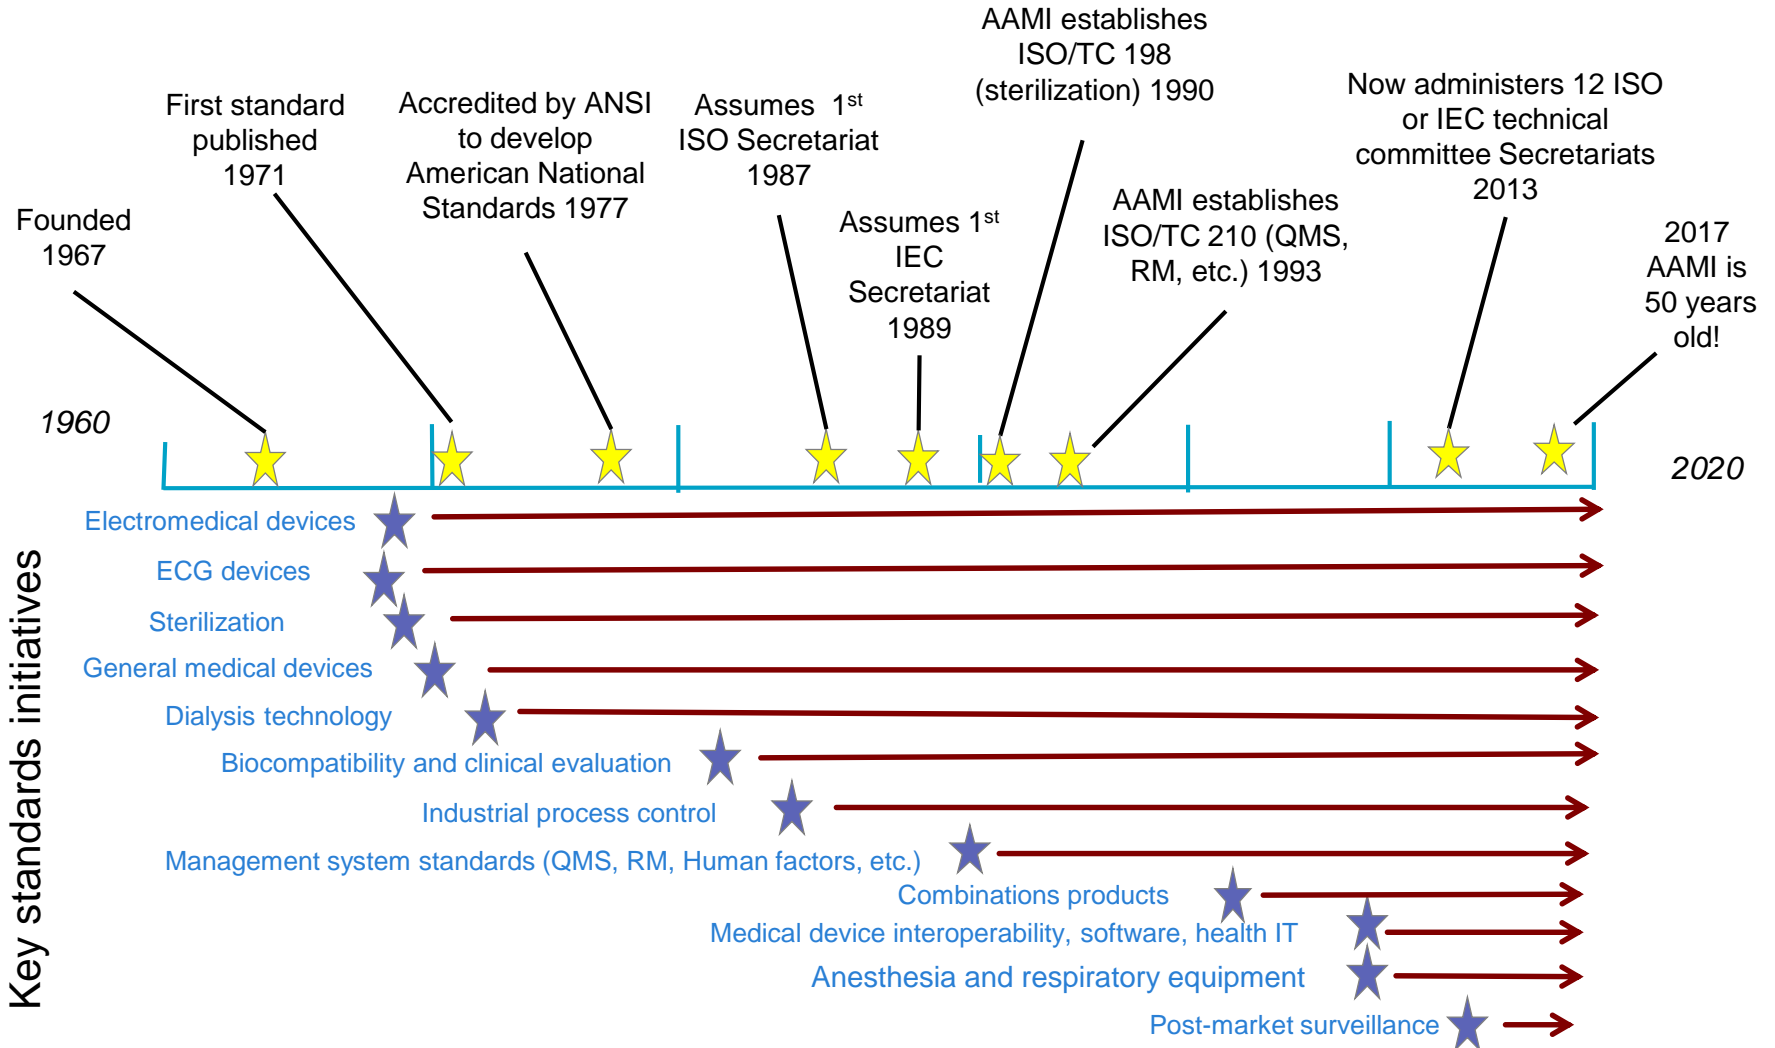 AAMI establishes
ISO/TC 198
(sterilization) 1990
First standard
published
1971
Accredited by ANSI
to develop
American National
Standards 1977
Assumes 1st
ISO Secretariat
1987
Now administers 12 ISO
or IEC technical
committee Secretariats
2013
Founded
1967
Assumes 1st
IEC
Secretariat
1989
AAMI establishes
ISO/TC 210 (QMS,
RM, etc.) 1993
2017
AAMI is
50 years
old!
1960
2020
Key standards initiatives
Electromedical devices
ECG devices
Sterilization
General medical devices
Dialysis technology
Biocompatibility and clinical evaluation
Industrial process control
Management system standards (QMS, RM, Human factors, etc.)
Combinations products
Medical device interoperability, software, health IT
Anesthesia and respiratory equipment
Post-market surveillance